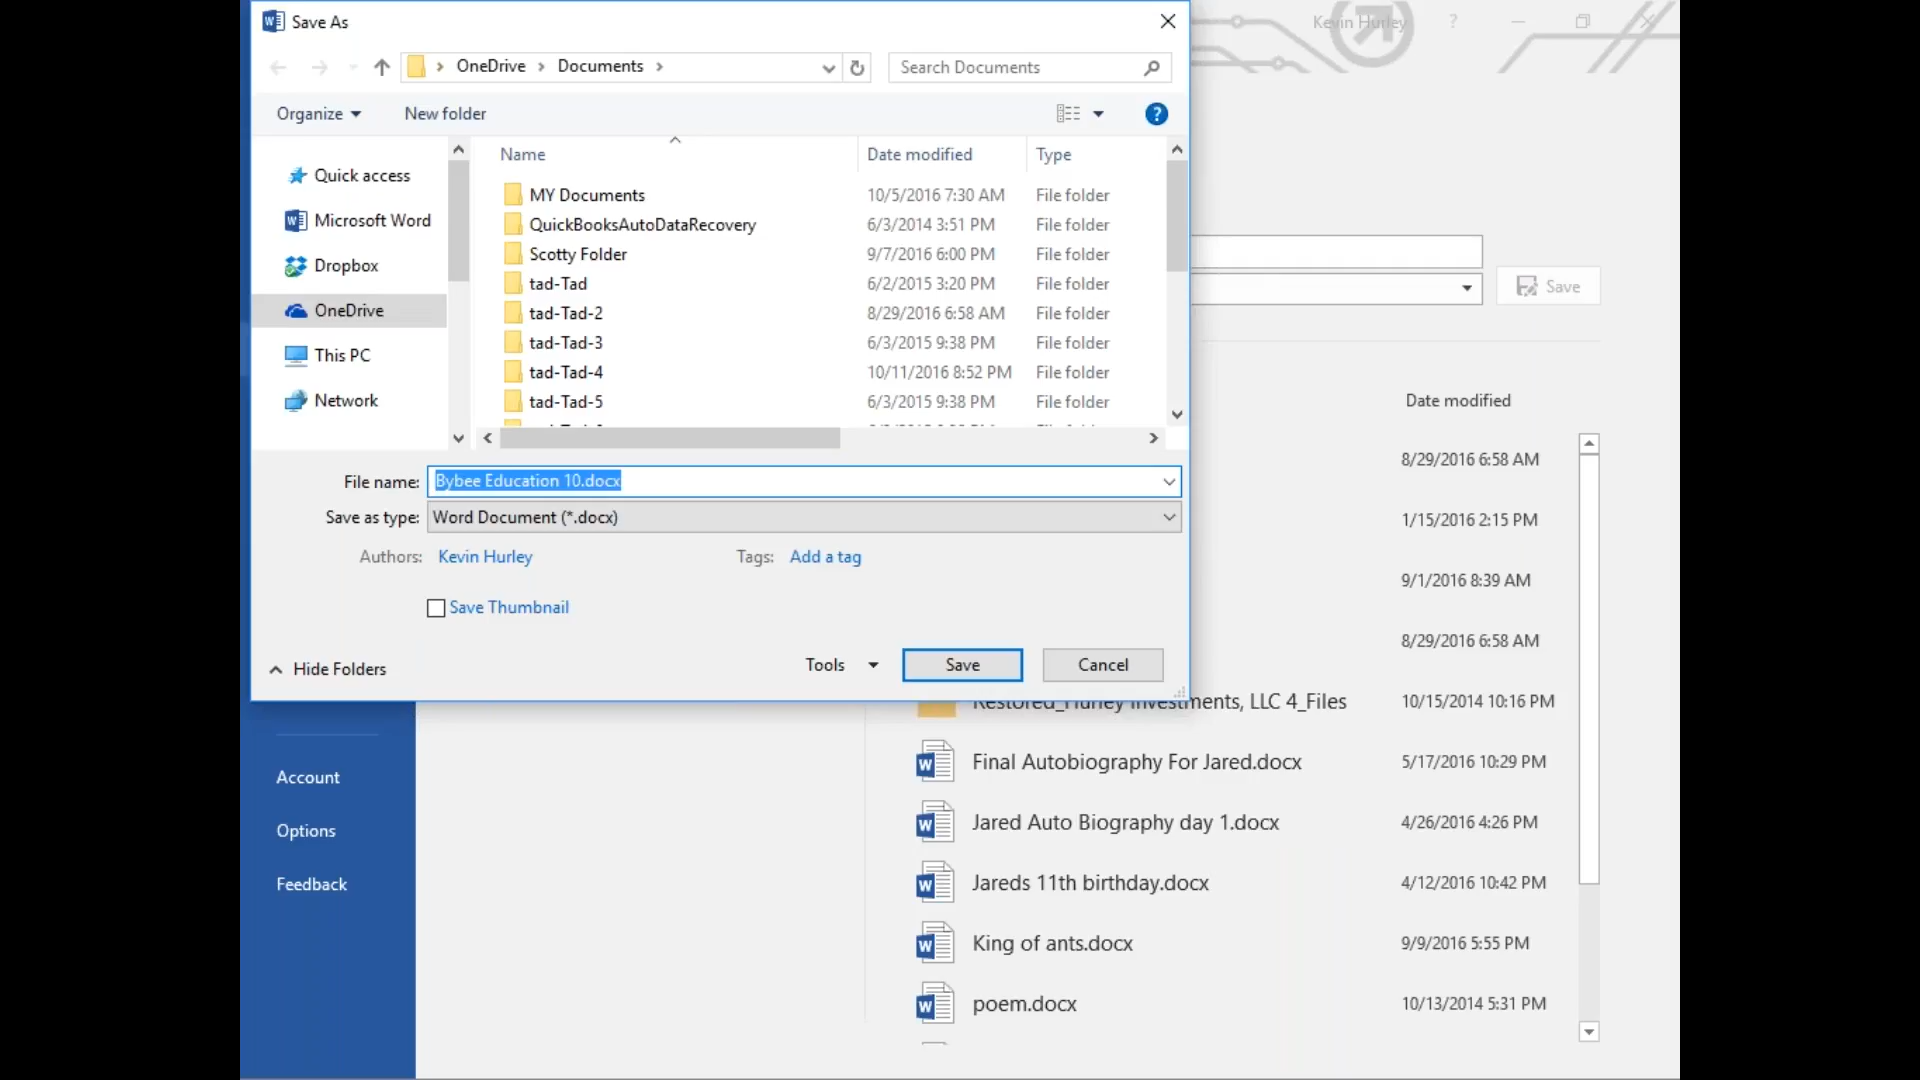 Save As
Kevin Hurley ?
OneDrive Documents
Search Documents
Organize
New folder
?
Name Date modified Type
Quick access
Microsoft Word
Dropbox
OneDrive
This PC
Network
MY Documents 10/5/2016 7:30 AM File folder
QuickBooksAutoDataRecovery 6/3/2014 3:51 PM File folder
Scotty Folder 9/7/2016 6:00 PM File folder
tad-Tad 6/2/2015 3:20 PM File folder
tad-Tad-2 8/29/2016 6:58 AM File folder
tad-Tad-3 6/3/2015 9:38 PM File folder
tad-Tad-4 10/11/2016 8:52 PM File folder
tad-Tad-5 6/3/2015 9:38 PM File folder
File name: Bybee Education 10.docx
Save as type: Word Document (*.docx)
Authors: Kevin Hurley Tags: Add a tag
Save Thumbnail
Hide Folders
Tools
Save
Cancel
Save
Date modified
8/29/2016 6:58 AM
1/15/2016 2:15 PM
9/1/2016 8:39 AM
8/29/2016 6:58 AM
Restored_Hurley Investments, LLC 4_Files 10/15/2014 10:16 PM
Final Autobiography For Jared.docx 5/17/2016 10:29 PM
Jared Auto Biography day 1.docx 4/26/2016 4:26 PM
Jareds 11th birthday.docx 4/12/2016 10:42 PM
King of ants.docx 9/9/2016 5:55 PM
poem.docx 10/13/2014 5:31 PM
Account
Options
Feedback